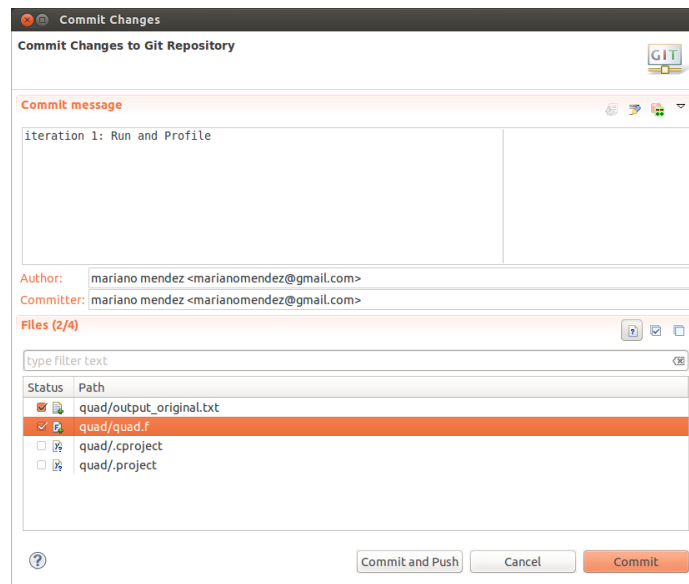 Commit Changes
Commit Changes to Git Repository
GIT
Commit message
iteration 1: Run and Profile
Author: mariano mendez <marianomendez@gmail.com>
Committer: mariano mendez <marianomendez@gmail.com>
Files (2/4)
type filter text
Status Path
quad/output_original.txt
quad/quad.f
quad/.cproject
quad/.project
Commit and Push Cancel Commit